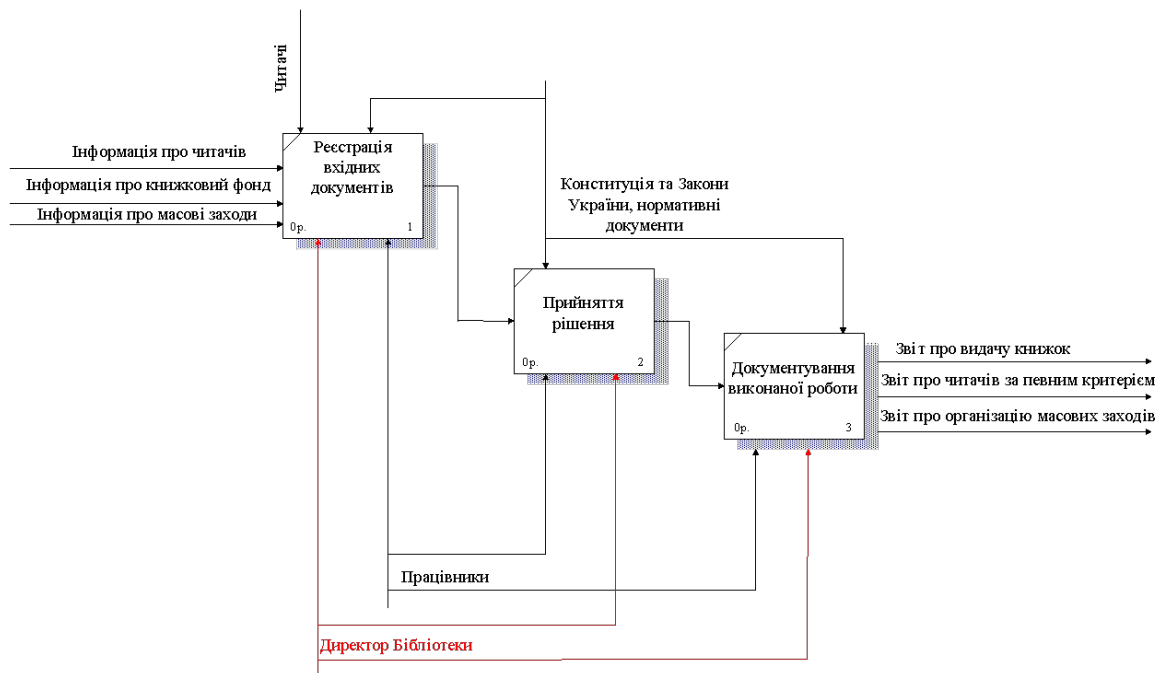 Читачі
Інформація про читачів
Інформація про книжковий фонд
Інформація про масові заходи
Реєстрація
вхідних
документів
0р.
1
Конституція та Закони
України, нормативні
документи
Прийняття
рішення
0р.
2
Документування
виконаної роботи
0р.
3
Звіт про видачу книжок
Звіт про читачів за певним критерієм
Звіт про організацію масових заходів
Працівники
Директор Бібліотеки